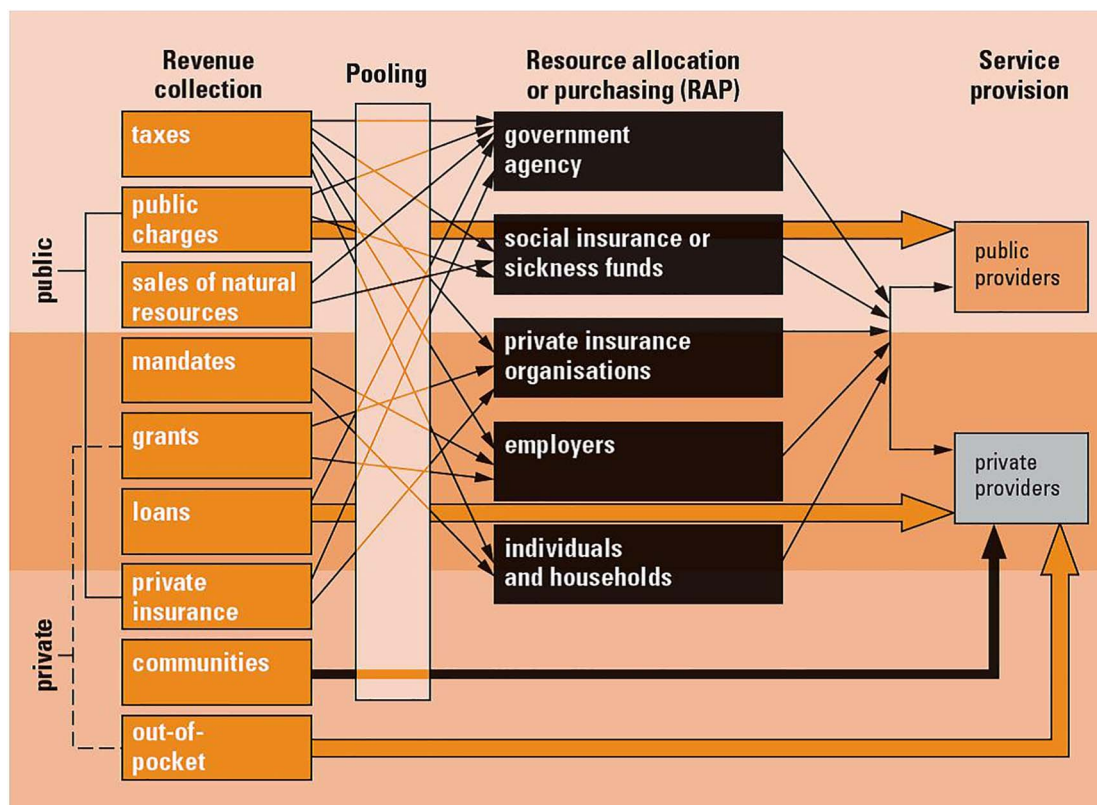 Revenue
collection
Pooling
Resource allocation
or purchasing (RAP)
Service
provision
public
private
taxes
public
charges
sales of natural
resources
mandates
grants
loans
private
insurance
communities
out-of-
pocket
government
agency
social insurance or
sickness funds
private insurance
organisations
employers
individuals
and households
public
providers
private
providers